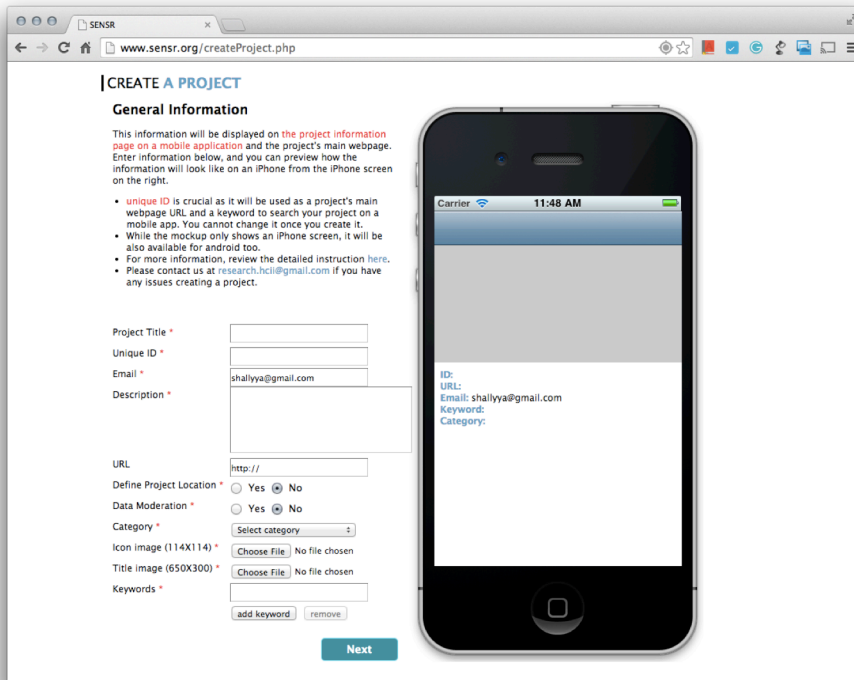 SENSR
www.sensr.org/createProject.php
CREATE A PROJECT
General Information
This information will be displayed on the project information
page on a mobile application and the project's main webpage.
Enter information below, and you can preview how the
information will look like on an iPhone from the iPhone screen
on the right.
• unique ID is crucial as it will be used as a project's main
webpage URL and a keyword to search your project on a
mobile app. You cannot change it once you create it.
• While the mockup only shows an iPhone screen, it will be
also available for android too.
• For more information, review the detailed instruction here.
• Please contact us at research.hcii@gmail.com if you have
any issues creating a project.
Project Title *
Unique ID *
Email * shallyya@gmail.com
Description *
URL http://
Define Project Location * Yes No
Data Moderation * Yes No
Category * Select category
Icon image (114X114) * Choose File No file chosen
Title image (650X300) * Choose File No file chosen
Keywords *
add keyword remove
Next
Carrier 11:48 AM
ID:
URL:
Email: shallyya@gmail.com
Keyword:
Category: